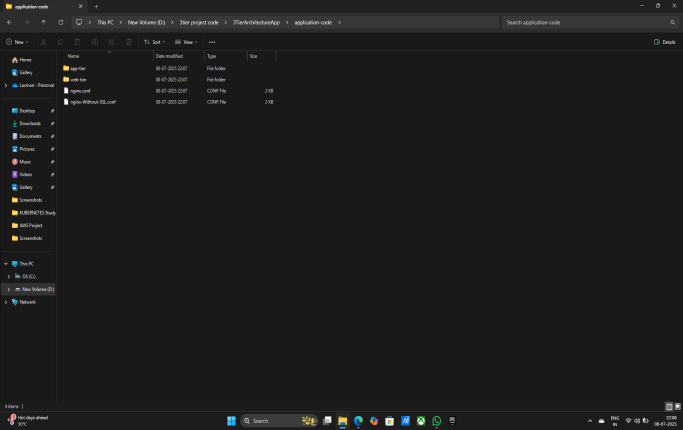 application-code
This PC > New Volume (D:) > 3tier project code > 3TierArchitectureApp > application-code >
Search application-code
New
Sort
View
Details
Name Date modified Type Size
app-tier 08-07-2025 22:07 File folder
web-tier 08-07-2025 22:07 File folder
nginx.conf 08-07-2025 22:07 CONF File 2 KB
nginx-Without-SSL.conf 08-07-2025 22:07 CONF File 2 KB
Home
Gallery
Laxman - Personal
Desktop
Downloads
Documents
Pictures
Music
Videos
Gallery
Screenshots
KUBERNETES Study
AWS Project
Screenshots
This PC
OS (C:)
New Volume (D:)
Network
4 items
Hot days ahead
30°C
Search
ENG
IN
22:08
08-07-2025